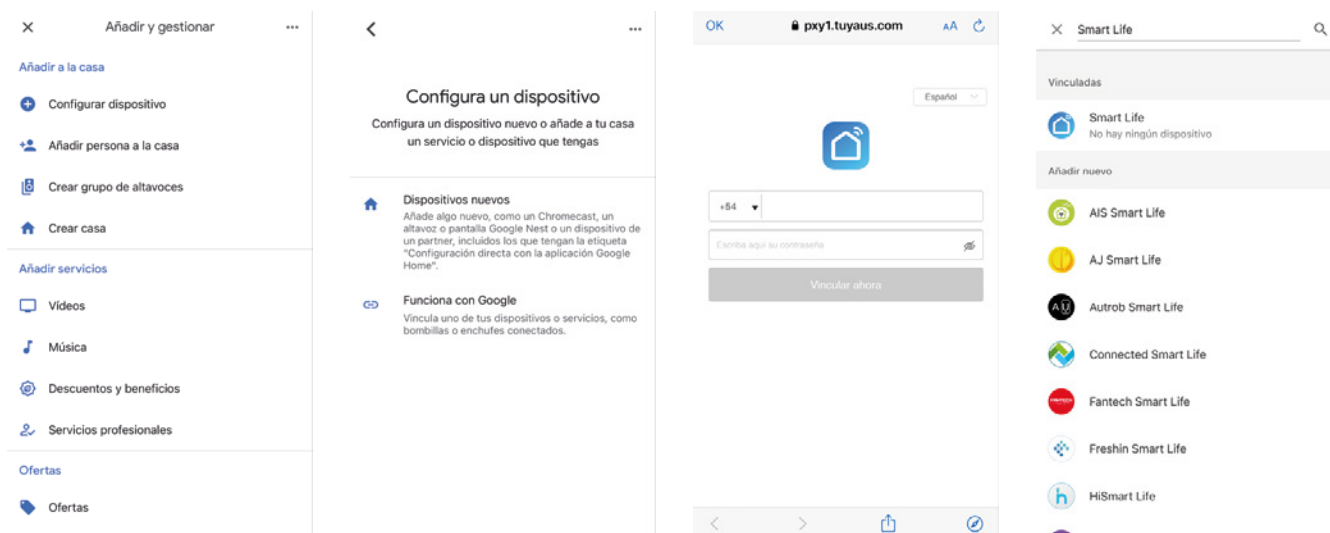 Añadir y gestionar
Añadir a la casa
Configurar dispositivo
Añadir persona a la casa
Crear grupo de altavoces
Crear casa
Añadir servicios
Vídeos
Música
Descuentos y beneficios
Servicios profesionales
Ofertas
Ofertas
Configura un dispositivo
Configura un dispositivo nuevo o añade a tu casa
un servicio o dispositivo que tengas
Dispositivos nuevos
Añade algo nuevo, como un Chromecast, un
altavoz o pantalla Google Nest o un dispositivo de
un partner, incluidos los que tengan la etiqueta
"Configuración directa con la aplicación Google
Home".
Funciona con Google
Vincula uno de tus dispositivos o servicios, como
bombillas o enchufes conectados.
OK
pxy1.tuyaus.com
AA
Español
+54
Escriba aquí su contraseña
Vincular ahora
Smart Life
Vinculadas
Smart Life
No hay ningún dispositivo
Añadir nuevo
AIS Smart Life
AJ Smart Life
AU
Autrob Smart Life
Connected Smart Life
FANTECH
Fantech Smart Life
Freshin Smart Life
h
HiSmart Life